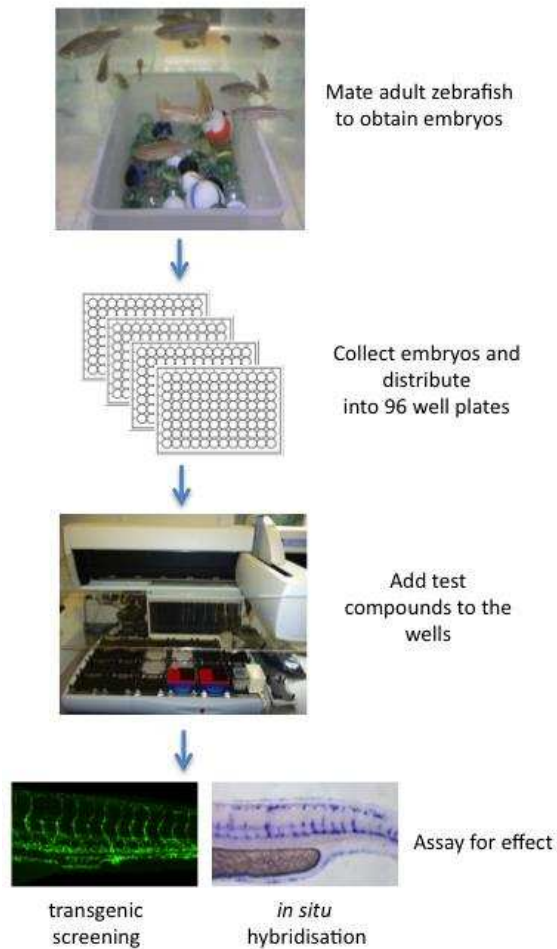 Mate adult zebrafish
to obtain embryos
Collect embryos and
distribute
into 96 well plates
Add test
compounds to the
wells
Assay for effect
transgenic
screening
in situ
hybridisation